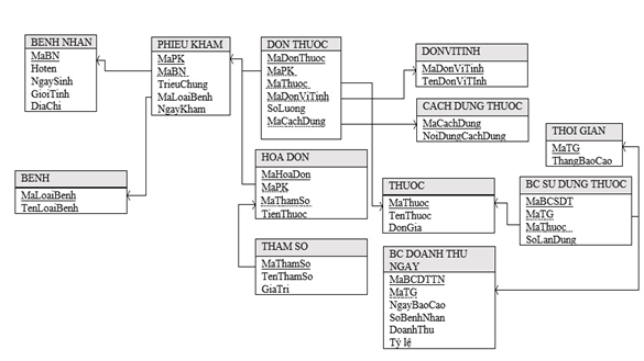 BENH NHAN
MaBN
Hoten
NgaySinh
GioiTinh
DiaChi
PHIEU KHAM
MaPK
MaBN
TrieuChung
MaLoaiBenh
NgayKham
DON THUOC
MaDonThuoc
MaPK
MaThuoc
MaDonViTinh
SoLuong
MaCachDung
DONVITINH
MaDonViTinh
TenDonViTInh
CACH DUNG THUOC
MaCachDung
NoiDungCachDung
THOI GIAN
MaTG
ThangBaoCao
BENH
MaLoaiBenh
TenLoaiBenh
HOA DON
MaHoaDon
MaPK
MaThamSo
TienThuoc
THUOC
MaThuoc
TenThuoc
DonGia
BC SU DUNG THUOC
MaBCSDT
MaTG
MaThuoc
SoLanDung
THAM SO
MaThamSo
TenThamSo
GiaTri
BC DOANH THU
NGAY
MaBCDTTN
MaTG
NgayBaoCao
SoBenhNhan
DoanhThu
Tỷ lệ